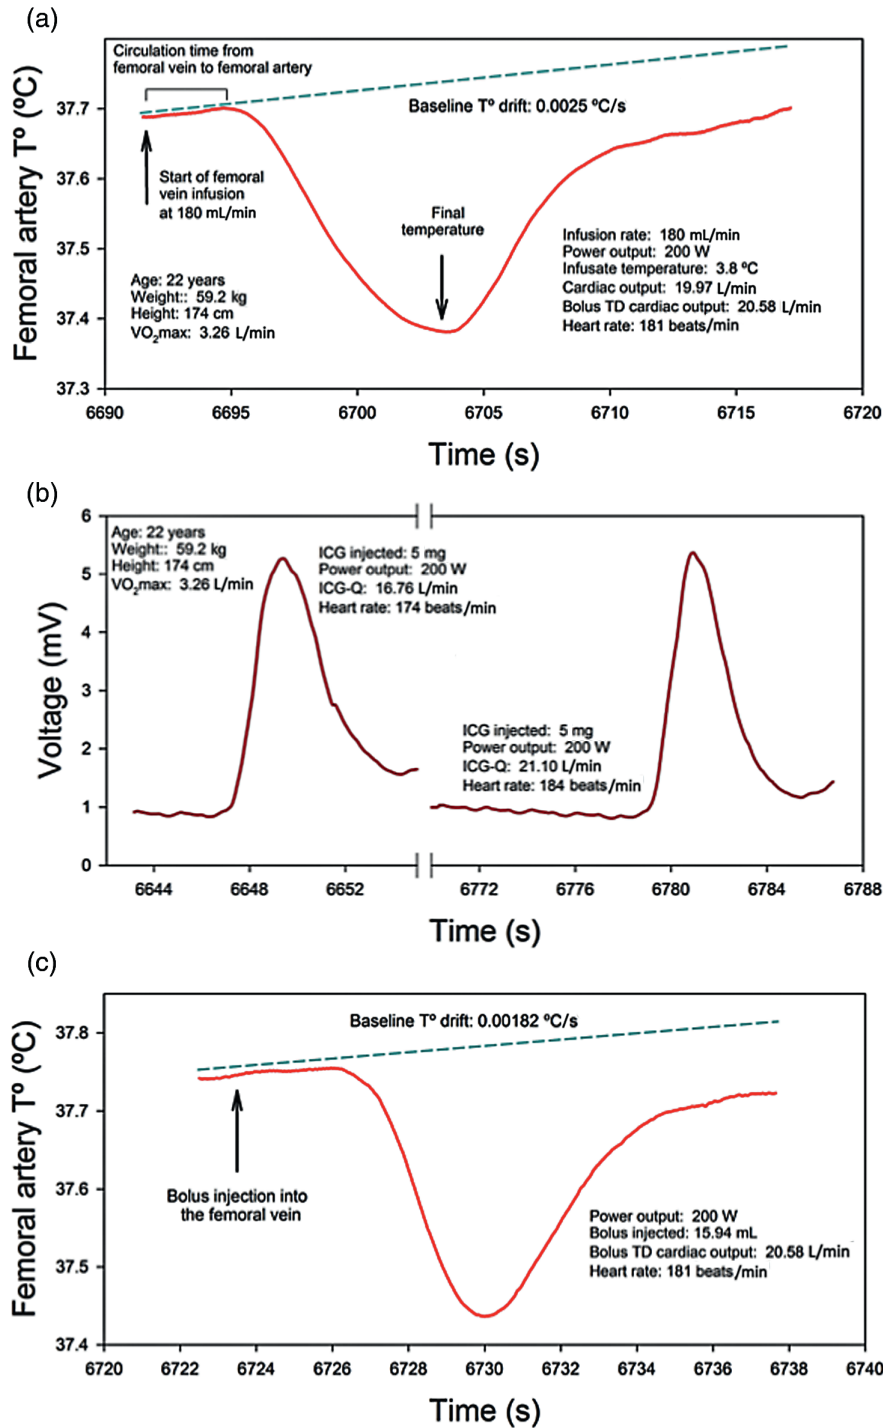 (a)
Circulation time from
femoral vein to femoral artery
Baseline Tº drift: 0.0025 ºC/s
Start of femoral
vein infusion
at 180 mL/min
Final
temperature
Infusion rate: 180 mL/min
Power output: 200 W
Infusate temperature: 3.8 ºC
Cardiac output: 19.97 L/min
Bolus TD cardiac output: 20.58 L/min
Heart rate: 181 beats/min
Age: 22 years
Weight:: 59.2 kg
Height: 174 cm
VO2max: 3.26 L/min
Femoral artery Tº (ºC)
37.7
37.6
37.5
37.4
37.3
6690 6695 6700 6705 6710 6715 6720
Time (s)
(b)
Age: 22 years
Weight:: 59.2 kg
Height: 174 cm
VO2max: 3.26 L/min
ICG injected: 5 mg
Power output: 200 W
ICG-Q: 16.76 L/min
Heart rate: 174 beats/min
ICG injected: 5 mg
Power output: 200 W
ICG-Q: 21.10 L/min
Heart rate: 184 beats/min
Voltage (mV)
6
5
4
3
2
1
0
6644 6648 6652 6772 6776 6780 6784 6788
Time (s)
(c)
Baseline Tº drift: 0.00182 ºC/s
Bolus injection into
the femoral vein
Power output: 200 W
Bolus injected: 15.94 mL
Bolus TD cardiac output: 20.58 L/min
Heart rate: 181 beats/min
Femoral artery Tº (ºC)
37.8
37.7
37.6
37.5
37.4
6720 6722 6724 6726 6728 6730 6732 6734 6736 6738 6740
Time (s)